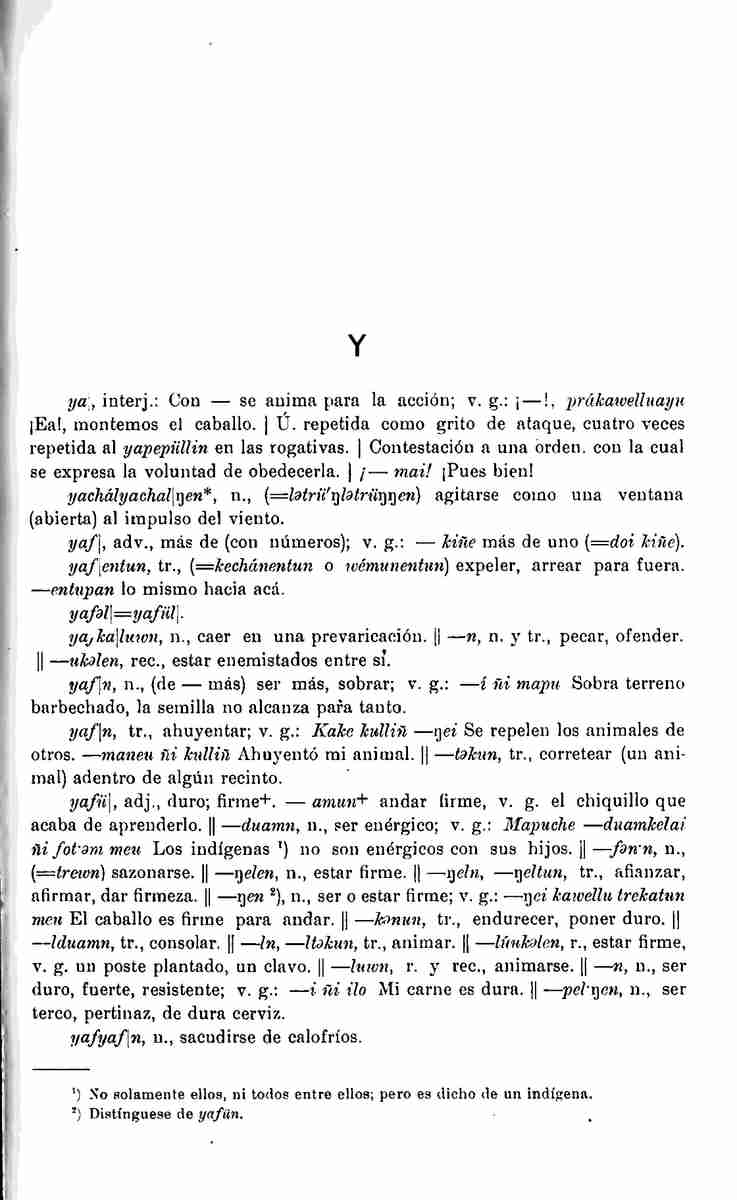 Y
ya|, interj.: Con — se anima para la acción; v. g.: ¡—!, prákawelluayu
¡Ea!, montemos el caballo. | Ú. repetida como grito de ataque, cuatro veces
repetida al yapepüllin en las rogativas. | Contestación a una orden. con la cual
se expresa la voluntad de obedecerla. | ¡— mai! ¡Pues bien!
yachályachal|ŋen*, n., (=lətrü'ŋlətrüŋŋen) agitarse como una ventana
(abierta) al impulso del viento.
yaf|, adv., más de (con números); v. g.: — kiñe más de uno (=doi kiñe).
yaf|entun, tr., (=kechánentun o wémunentun) expeler, arrear para fuera.
—entupan lo mismo hacia acá.
yafəl|=yafül|.
yafka|luwn, n., caer en una prevaricación. || —n, n. y tr., pecar, ofender.
|| —ukəlen, rec., estar enemistados entre sí.
yaf|n, n., (de — más) ser más, sobrar; v. g.: —í ñi mapu Sobra terreno
barbechado, la semilla no alcanza para tanto.
yaf|n, tr., ahuyentar; v. g.: Kake kulliñ —ŋei Se repelen los animales de
otros. —maneu ñi kulliñ Ahuyentó mi animal. || —təkun, tr., corretear (un ani-
mal) adentro de algún recinto.
yafü|, adj., duro; firme+. — amun+ andar firme, v. g. el chiquillo que
acaba de aprenderlo. || —duamn, n., ser enérgico; v. g.: Mapuche —duamkelai
ñi fot·əm meu Los indígenas ¹) no son enérgicos con sus hijos. || —fən·n, n.,
(=trewn) sazonarse. || —ŋelen, n., estar firme. || —ŋeln, —ŋeltun, tr., afianzar,
afirmar, dar firmeza. || —ŋen ²), n., ser o estar firme; v. g.: —ŋei kawellu trekatun
meu El caballo es firme para andar. || —kənun, tr., endurecer, poner duro. ||
—lduamn, tr., consolar. || —ln, —ltəkun, tr., animar. || —lúukəlen, r., estar firme,
v. g. un poste plantado, un clavo. || —luwn, r. y rec., animarse. || —n, n., ser
duro, fuerte, resistente; v. g.: —i ñi ilo Mi carne es dura. || —pel·ŋen, n., ser
terco, pertinaz, de dura cerviz.
yafyaf|n, n., sacudirse de calofríos.
¹) No solamente ellos, ni todos entre ellos; pero es dicho de un indígena.
²) Distínguese de yafün.